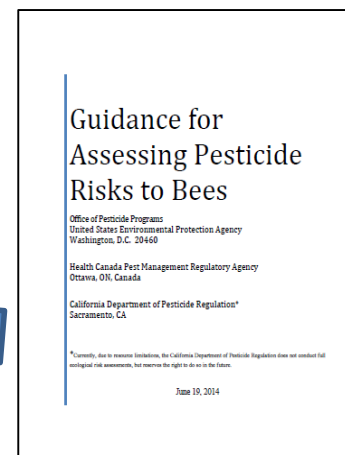 Guidance for
Assessing Pesticide
Risks to Bees
Office of Pesticide Programs
United States Environmental Protection Agency
Washington, D.C. 20460
Health Canada Pest Management Regulatory Agency
Ottawa, ON, Canada
California Department of Pesticide Regulation*
Sacramento, CA
*Currently, due to resource limitations, the California Department of Pesticide Regulation does not conduct full
ecological risk assessments, but reserves the right to do so in the future.
June 19, 2014